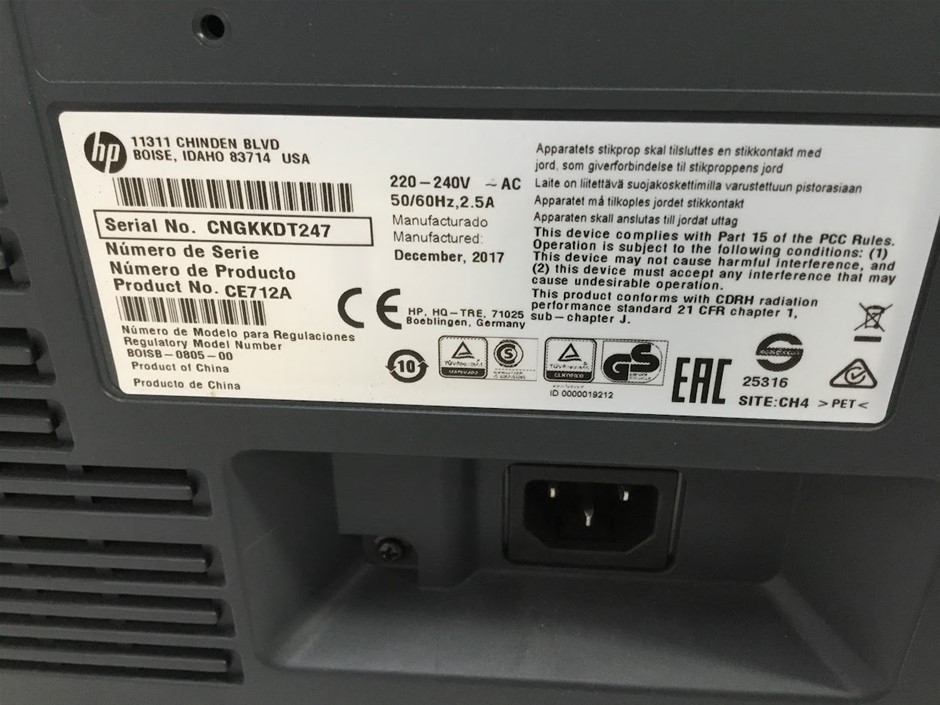 hp
11311 CHINDEN BLVD
BOISE, IDAHO 83714 USA
Serial No. CNGKKDT247
Número de Serie
Número de Producto
Product No. CE712A
Número de Modelo para Regulaciones
Regulatory Model Number
BOISB-0805-00
Product of China
Producto de China
220-240V ~ AC
50/60Hz, 2.5A
Manufacturado
Manufactured:
December, 2017
CE
HP, HQ-TRE, 71025
Boeblingen, Germany
10
Apparatets stikprop skal tilsluttes en stikkontakt med
jord, som giver forbindelse til stikproppens jord
Laite on liitettävä suojakoskettimilla varustettuun pistorasiaan
Apparatet må tilkoples jordet stikkontakt
Apparaten skall anslutas till jordat uttag
This device complies with Part 15 of the PCC Rules.
Operation is subject to the following conditions: (1)
This device may not cause harmful interference, and
(2) this device must accept any interference that may
cause undesirable operation.
This product conforms with CDRH radiation
performance standard 21 CFR chapter 1,
sub-chapter J.
S
GS
ID 0000019212
EAC
25316
SITE:CH4 >PET<